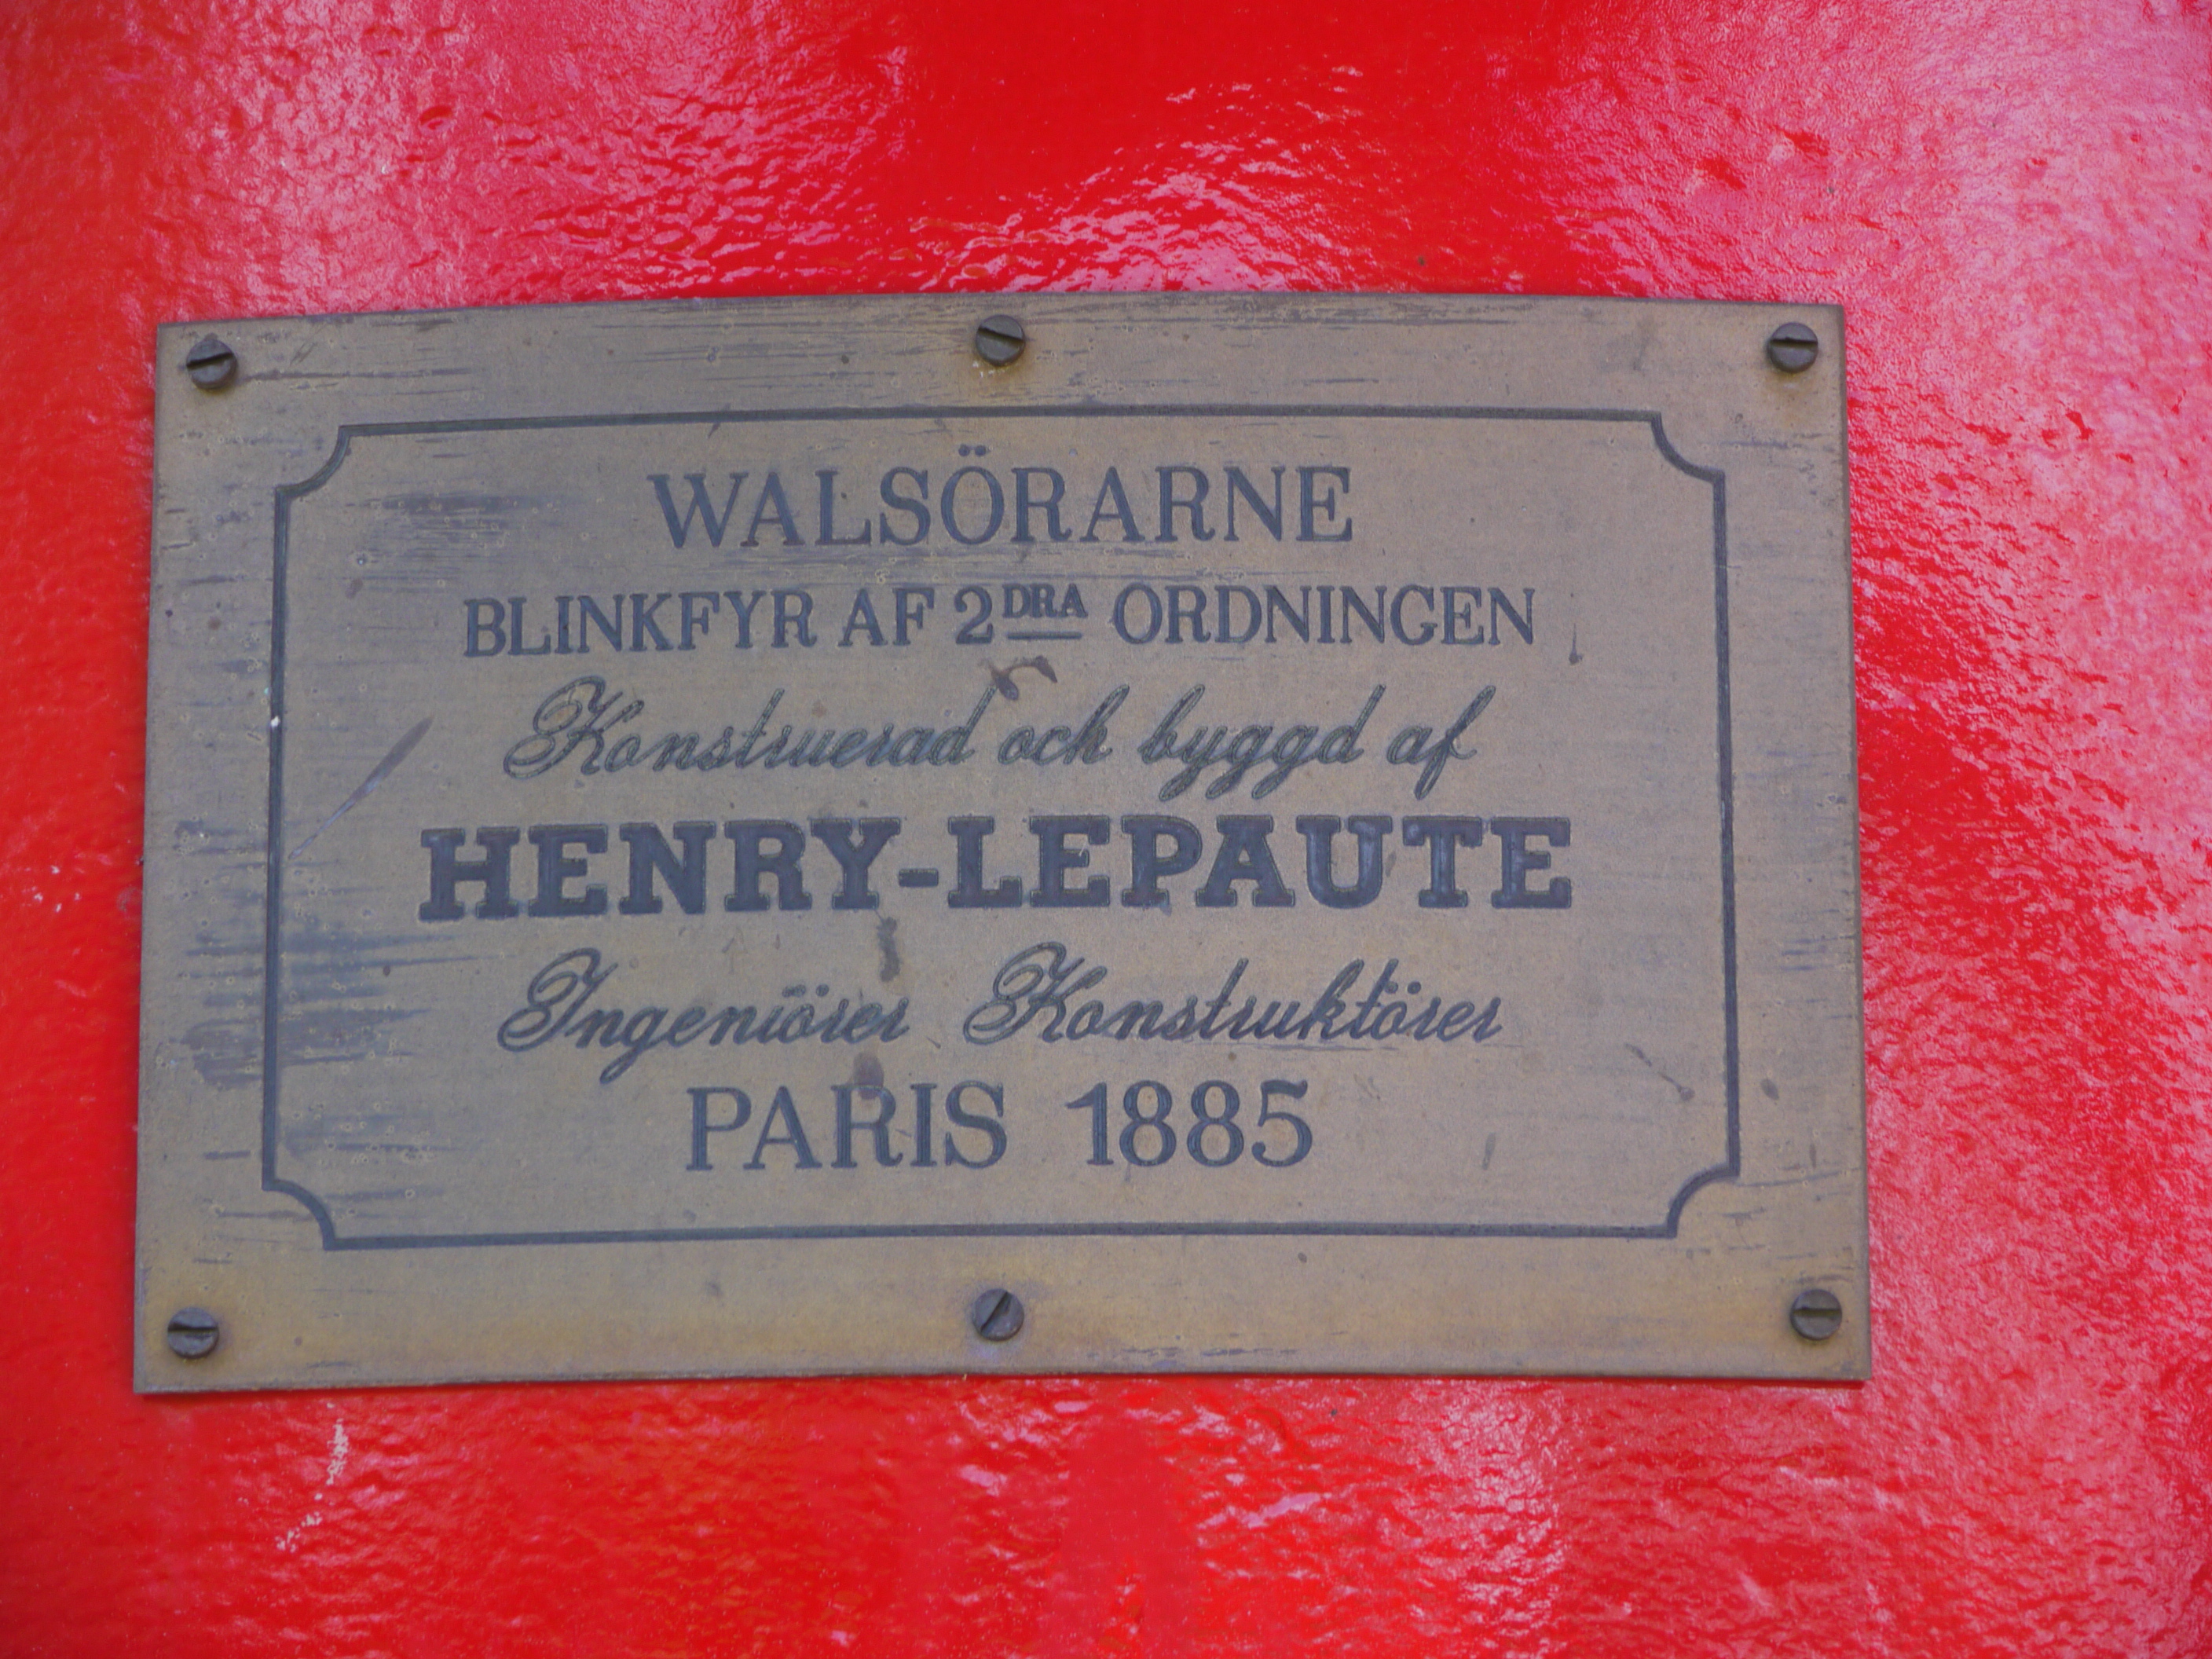 WALSÖRARNE
BLINKFYR AF 2DRA ORDNINGEN
Konstruerad och byggd af
HENRY-LEPAUTE
Ingeniörer Konstruktörer
PARIS 1885